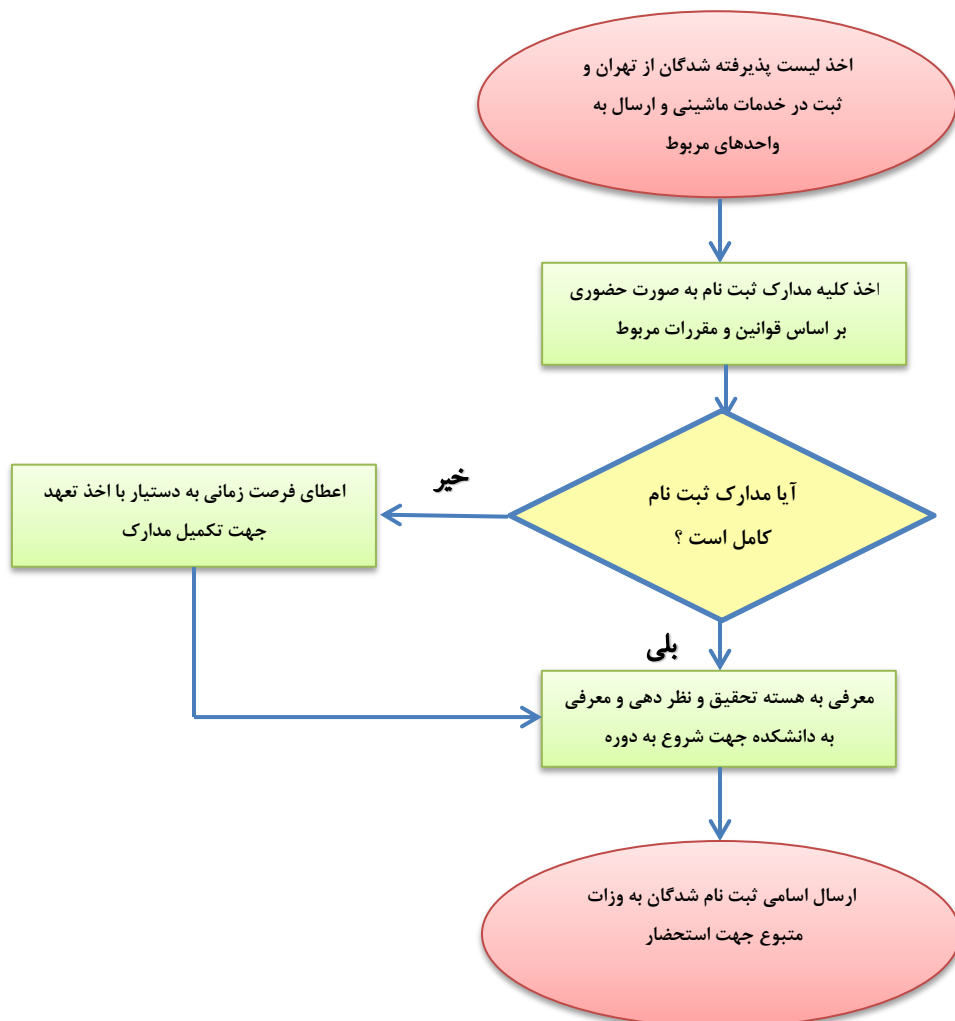 اخذ لیست پذیرفته شدگان از تهران و
ثبت در خدمات ماشینی و ارسال به
واحدهای مربوط
اخذ کلیه مدارک ثبت نام به صورت حضوری
بر اساس قوانین و مقررات مربوط
آیا مدارک ثبت نام
کامل است ؟
خیر
اعطای فرصت زمانی به دستیار با اخذ تعهد
جهت تکمیل مدارک
بلی
معرفی به هسته تحقیق و نظر دهی و معرفی
به دانشکده جهت شروع به دوره
ارسال اسامی ثبت نام شدگان به وزات
متبوع جهت استحضار